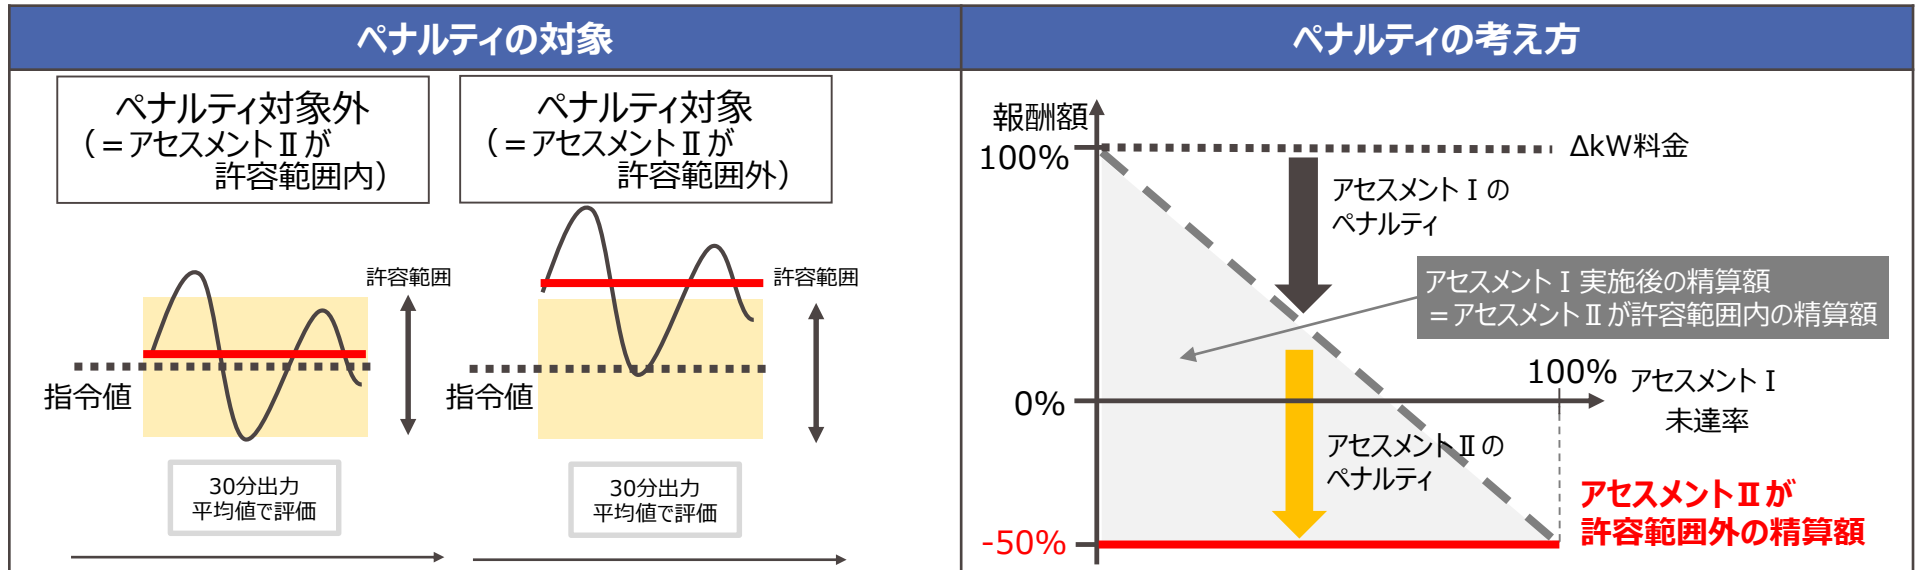 ペナルティの対象
ペナルティの考え方
ペナルティ対象外
（＝アセスメントⅡが
許容範囲内）
ペナルティ対象
（＝アセスメントⅡが
許容範囲外）
許容範囲
指令値
30分出力
平均値で評価
許容範囲
指令値
30分出力
平均値で評価
報酬額
100%
ΔkW料金
アセスメントⅠの
ペナルティ
アセスメントⅠ実施後の精算額
＝アセスメントⅡが許容範囲内の精算額
0%
100%
アセスメントⅠ
未達率
アセスメントⅡの
ペナルティ
-50%
アセスメントⅡが
許容範囲外の精算額